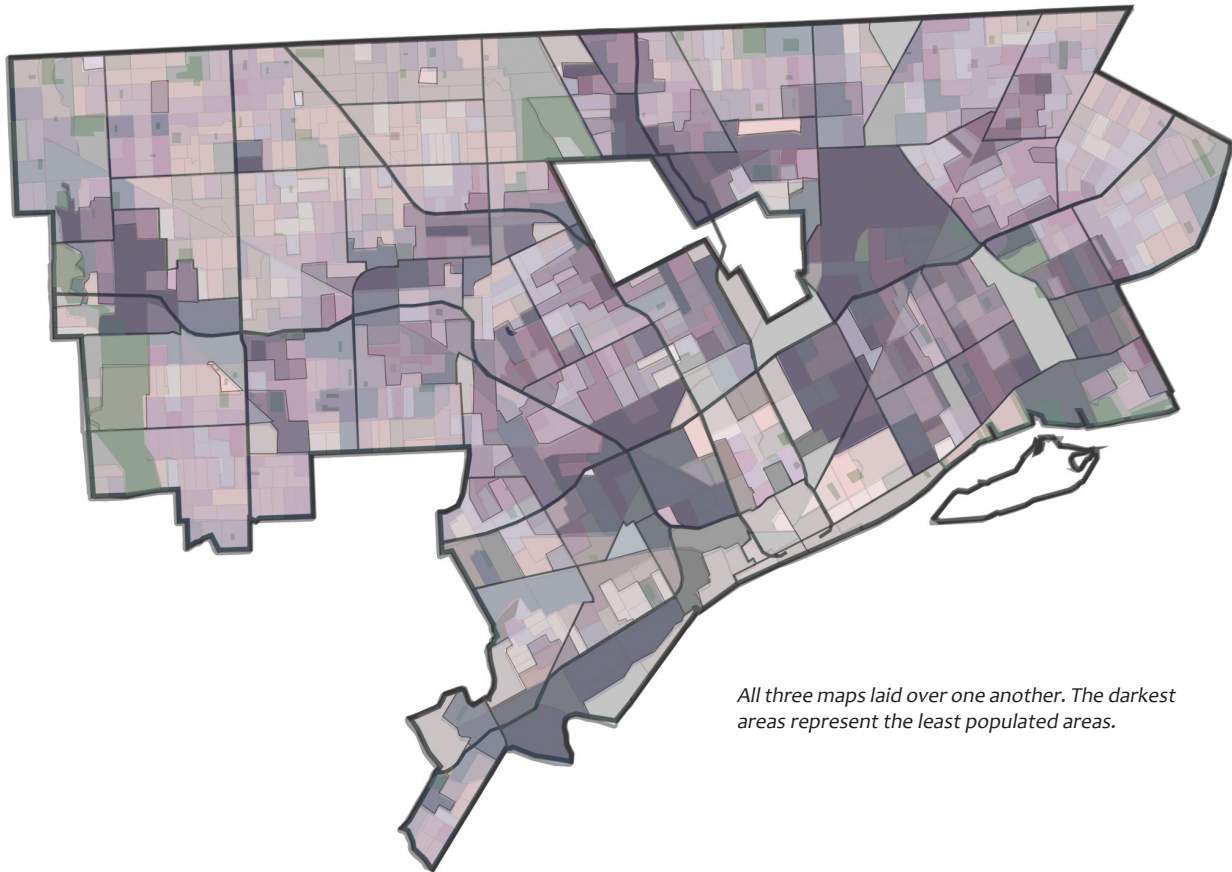 All three maps laid over one another. The darkest
areas represent the least populated areas.